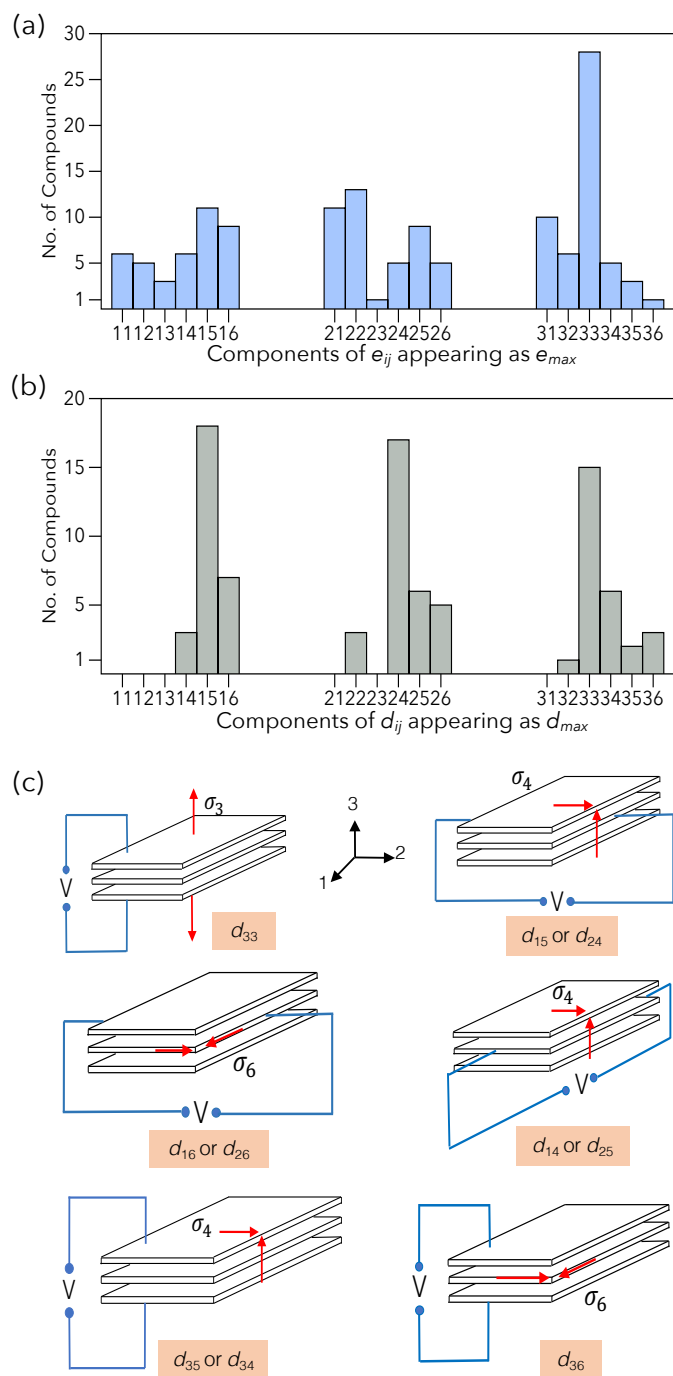 (a)
No. of Compounds
30
25
20
15
10
5
1
11 12 13 14 15 16 21 22 23 24 25 26 31 32 33 34 35 36
Components of eij appearing as emax
(b)
No. of Compounds
20
15
10
5
1
11 12 13 14 15 16 21 22 23 24 25 26 31 32 33 34 35 36
Components of dij appearing as dmax
(c)
σ3
V
d33
3
2
1
σ4
V
d15 or d24
σ6
V
d16 or d26
σ4
V
d14 or d25
σ4
V
d35 or d34
σ6
V
d36